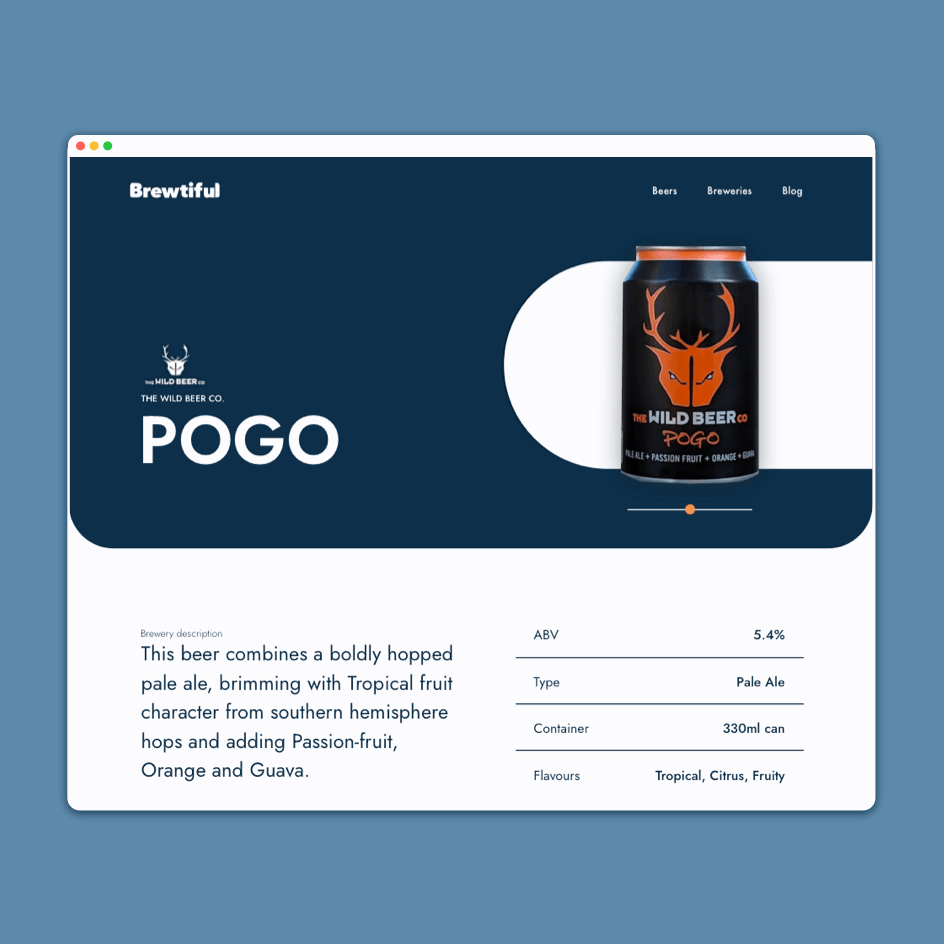 Brewtiful
Beers
Breweries
Blog
THE WILD BEER CO
THE WILD BEER CO.
POGO
THE WILD BEER CO
POGO
PALE ALE + PASSION FRUIT + ORANGE + GUAVA
Brewery description
This beer combines a boldly hopped
pale ale, brimming with Tropical fruit
character from southern hemisphere
hops and adding Passion-fruit,
Orange and Guava.
ABV 5.4%
Type Pale Ale
Container 330ml can
Flavours Tropical, Citrus, Fruity